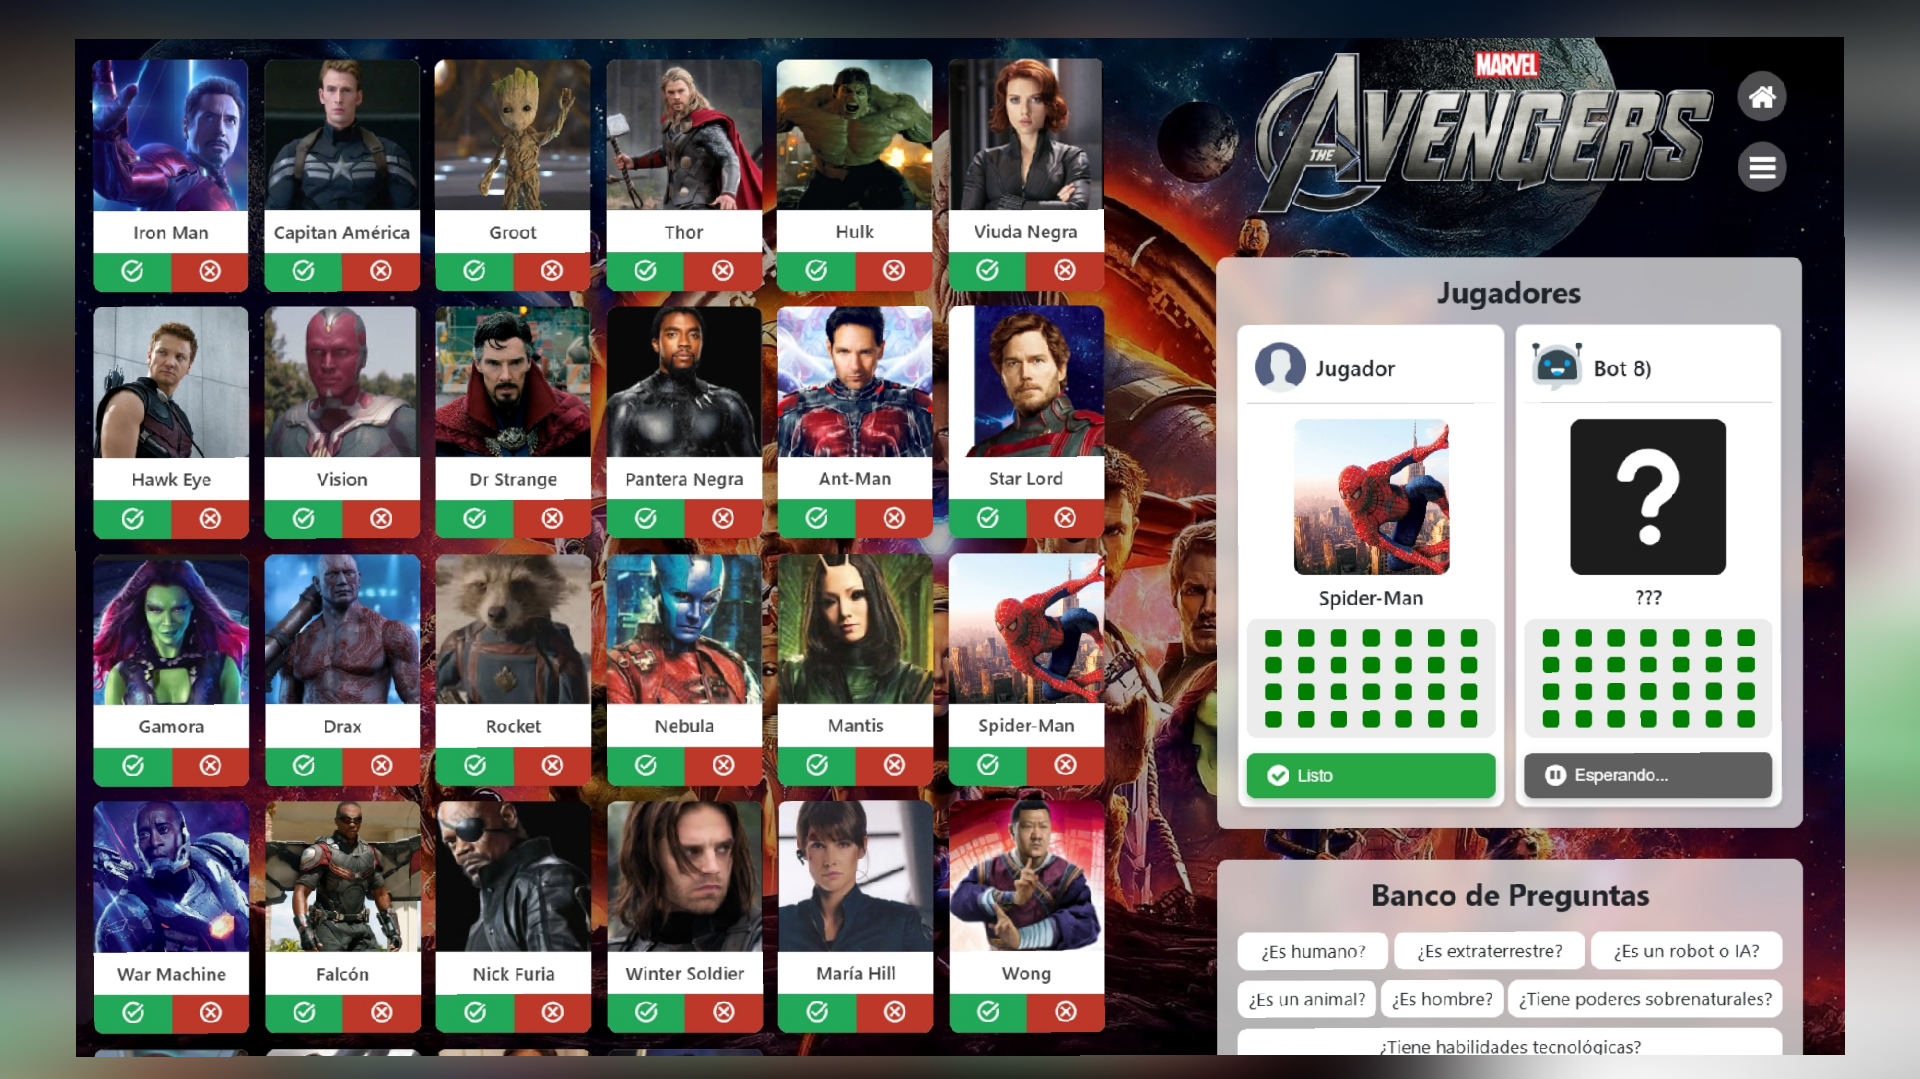 Iron Man
Capitan América
Groot
Thor
Hulk
Viuda Negra
Hawk Eye
Vision
Dr Strange
Pantera Negra
Ant-Man
Star Lord
Gamora
Drax
Rocket
Nebula
Mantis
Spider-Man
War Machine
Falcón
Nick Furia
Winter Soldier
María Hill
Wong
MARVEL
THE AVENGERS
Jugadores
Jugador
Bot 8)
?
Spider-Man
???
Listo
Esperando...
Banco de Preguntas
¿Es humano?
¿Es extraterrestre?
¿Es un robot o IA?
¿Es un animal?
¿Es hombre?
¿Tiene poderes sobrenaturales?
¿Tiene habilidades tecnológicas?